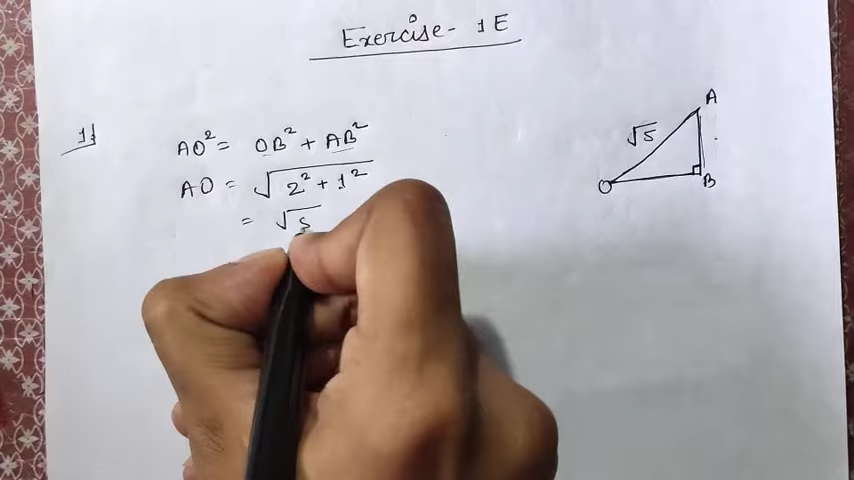 Exercise- 1E
1)
AO² = OB² + AB²
AO = √2² + 1²
= √5
√5
A
O
B